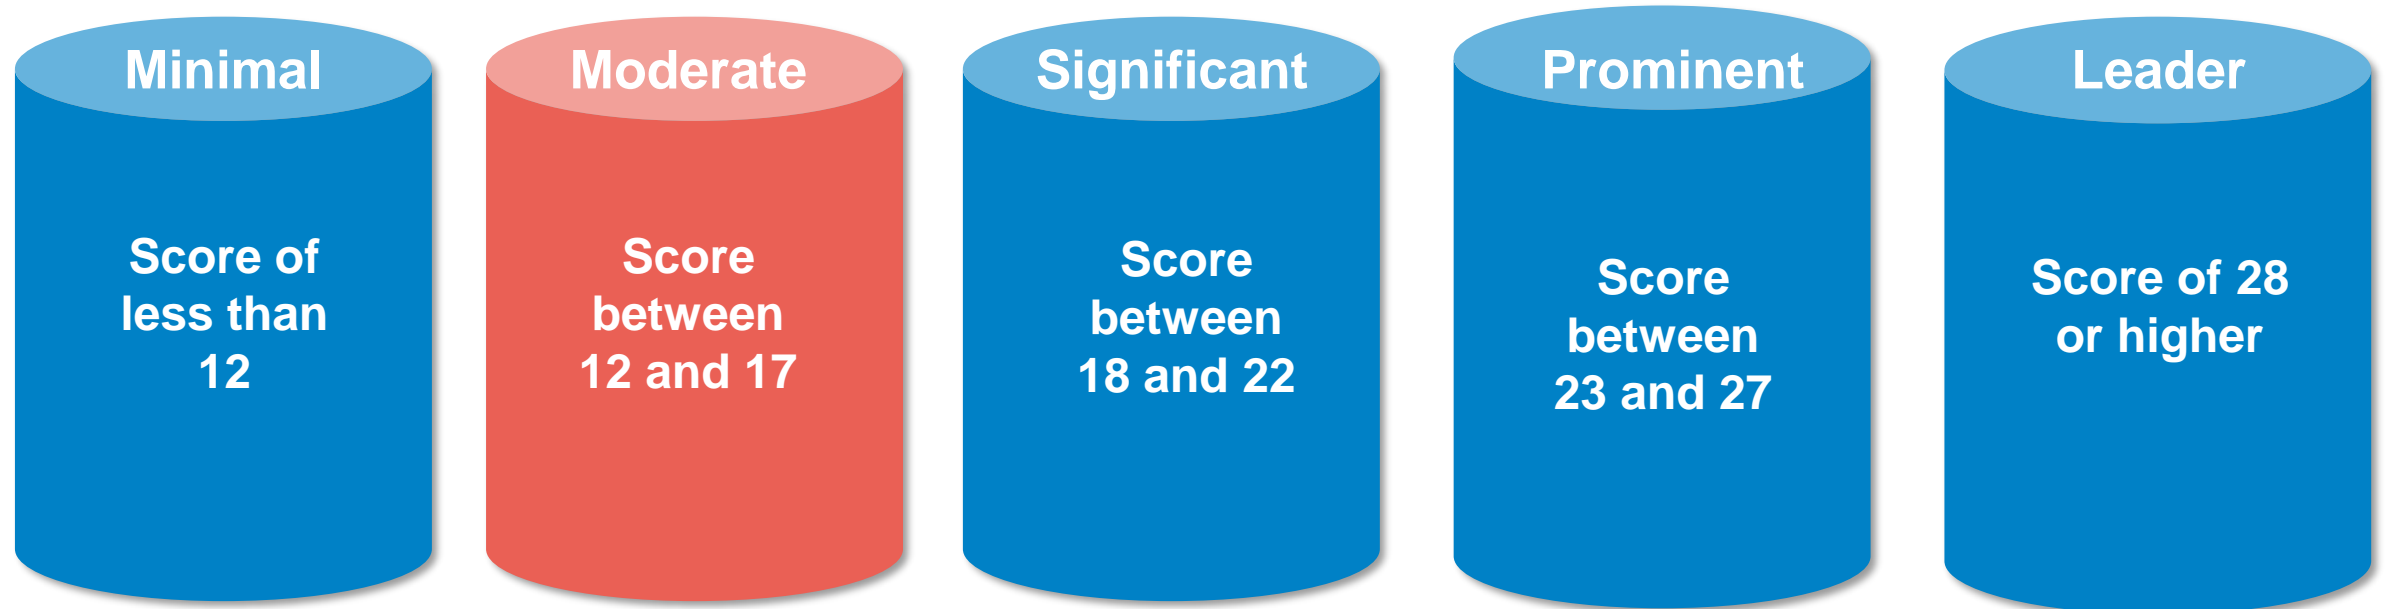 Minimal
Score of
less than
12
Moderate
Score
between
12 and 17
Significant
Score
between
18 and 22
Prominent
Score
between
23 and 27
Leader
Score of 28
or higher